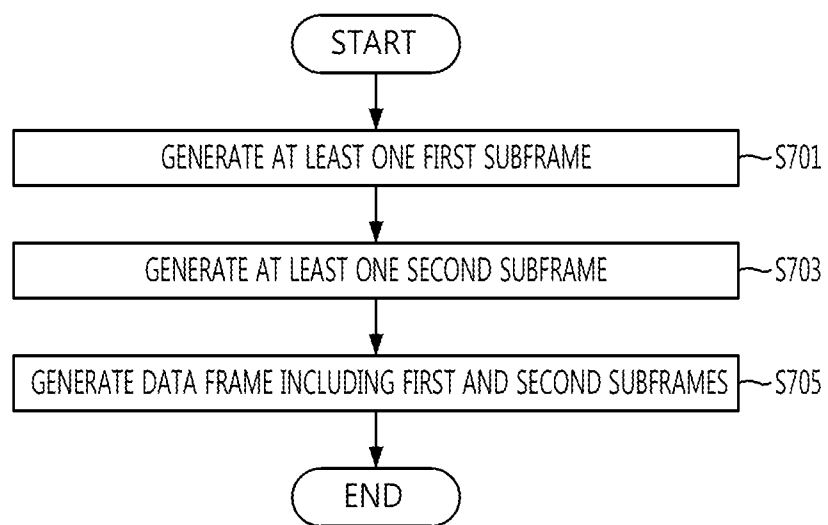 START
GENERATE AT LEAST ONE FIRST SUBFRAME S701
GENERATE AT LEAST ONE SECOND SUBFRAME S703
GENERATE DATA FRAME INCLUDING FIRST AND SECOND SUBFRAMES S705
END